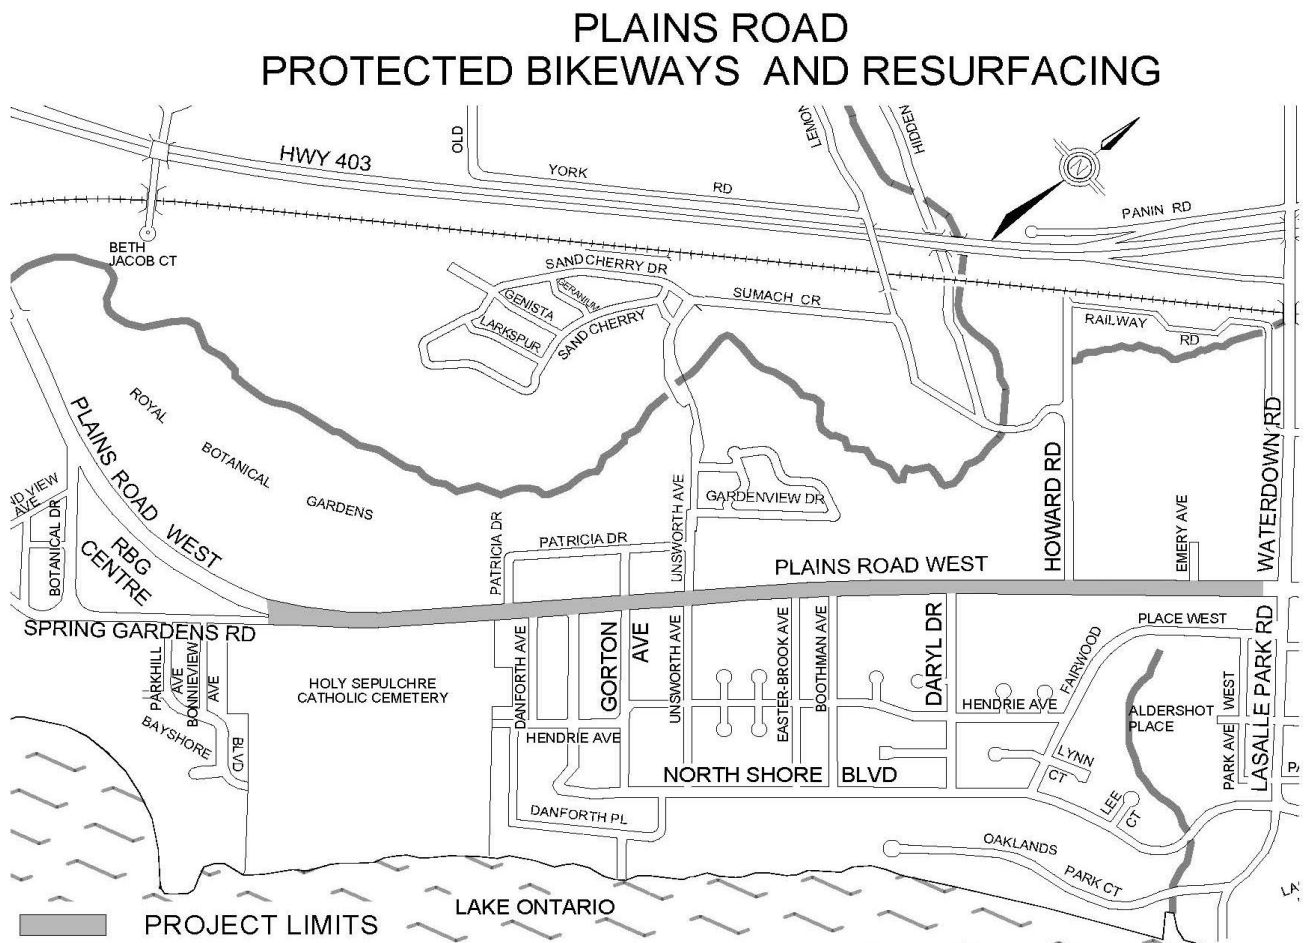 PLAINS ROAD
PROTECTED BIKEWAYS AND RESURFACING
HWY 403
OLD
YORK
RD
LEMON
HIDDEN
N
PANIN RD
BETH
JACOB CT
SANDCHERRY DR
GERANIUM
GENISTA
LARKSPUR
SANDCHERRY
SUMACH CR
RAILWAY
RD
ROYAL
BOTANICAL
GARDENS
PLAINS ROAD WEST
ND VIEW
AVE
BOTANICAL DR
RBG
CENTRE
SPRING GARDENS RD
PATRICIA DR
PATRICIA DR
UNSWORTH AVE
GARDENVIEW DR
PLAINS ROAD WEST
HOWARD RD
EMERY AVE
WATERDOWN RD
PARKHILL
AVE
BONNIEVIEW
AVE
BAYSHORE
BLVD
HOLY SEPULCHRE
CATHOLIC CEMETERY
DANFORTH AVE
GORTON
AVE
UNSWORTH AVE
EASTER-BROOK AVE
BOOTHMAN AVE
DARYL DR
HENDRIE AVE
HENDRIE AVE
FAIRWOOD
PLACE WEST
ALDERSHOT
PLACE
PARK AVE WEST
LASALLE PARK RD
NORTH SHORE BLVD
LYNN
CT
LEE
CT
DANFORTH PL
OAKLANDS
PARK CT
PA
LA
LAKE ONTARIO
PROJECT LIMITS